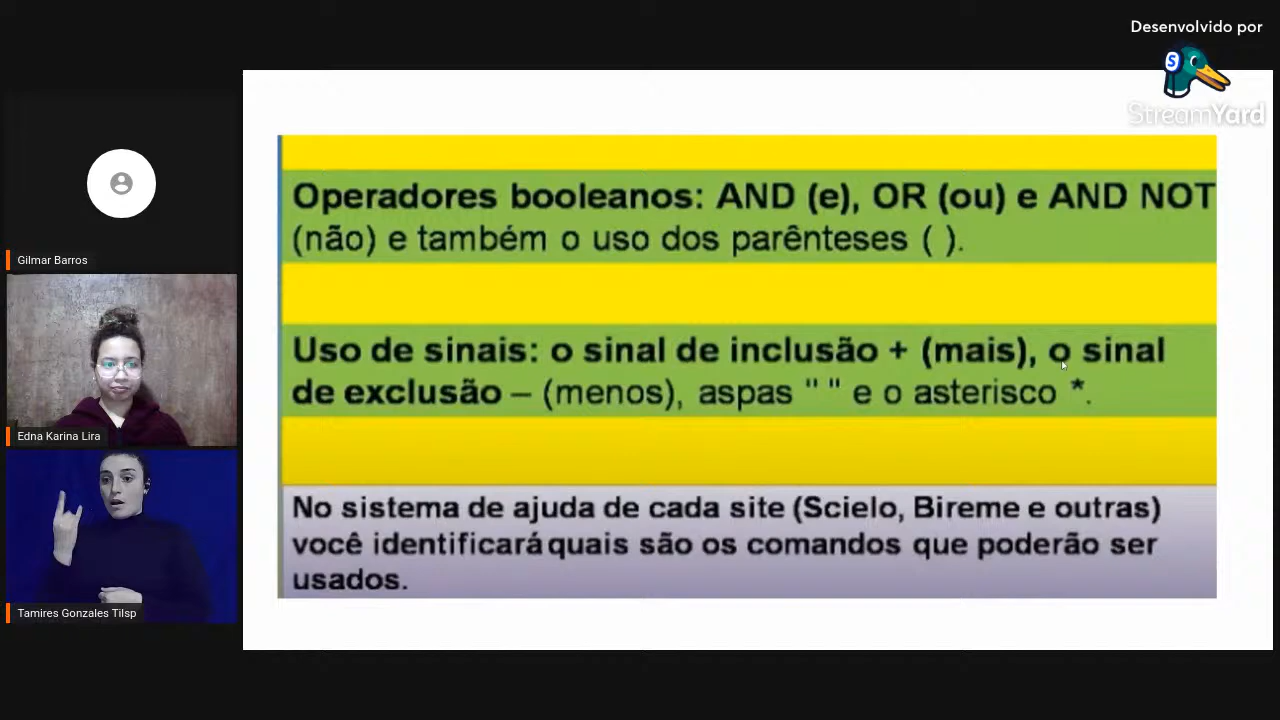 Desenvolvido por
StreamYard
Gilmar Barros
Edna Karina Lira
Tamires Gonzales Tilsp
Operadores booleanos: AND (e), OR (ou) e AND NOT
(não) e também o uso dos parênteses ( ).
Uso de sinais: o sinal de inclusão + (mais), o sinal
de exclusão – (menos), aspas " " e o asterisco *.
No sistema de ajuda de cada site (Scielo, Bireme e outras)
você identificará quais são os comandos que poderão ser
usados.